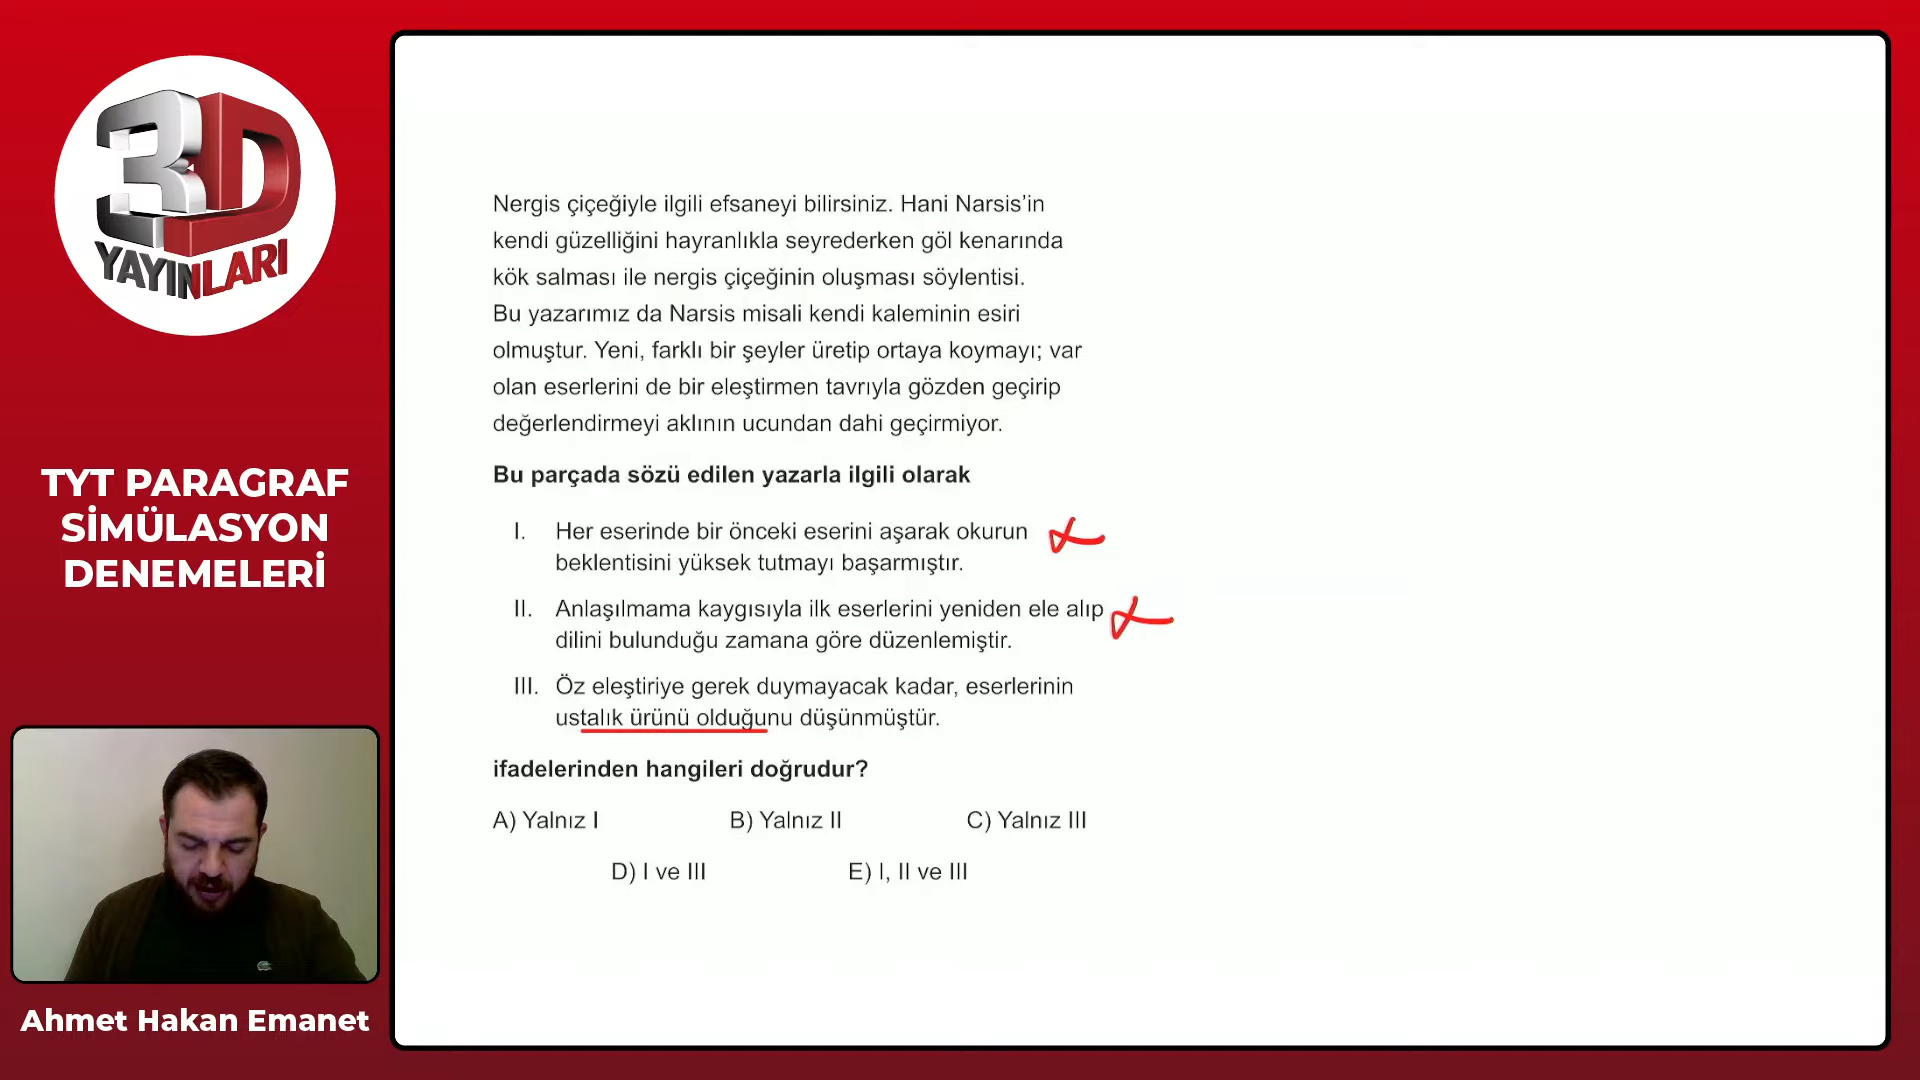 3D
YAYINLARI
TYT PARAGRAF
SİMÜLASYON
DENEMELERİ
Ahmet Hakan Emanet
Nergis çiçeğiyle ilgili efsaneyi bilirsiniz. Hani Narsis’in
kendi güzelliğini hayranlıkla seyrederken göl kenarında
kök salması ile nergis çiçeğinin oluşması söylentisi.
Bu yazarımız da Narsis misali kendi kaleminin esiri
olmuştur. Yeni, farklı bir şeyler üretip ortaya koymayı; var
olan eserlerini de bir eleştirmen tavrıyla gözden geçirip
değerlendirmeyi aklının ucundan dahi geçirmiyor.
Bu parçada sözü edilen yazarla ilgili olarak
I. Her eserinde bir önceki eserini aşarak okurun
beklentisini yüksek tutmayı başarmıştır.
II. Anlaşılmama kaygısıyla ilk eserlerini yeniden ele alıp
dilini bulunduğu zamana göre düzenlemiştir.
III. Öz eleştiriye gerek duymayacak kadar, eserlerinin
ustalık ürünü olduğunu düşünmüştür.
ifadelerinden hangileri doğrudur?
A) Yalnız I B) Yalnız II C) Yalnız III
D) I ve III E) I, II ve III